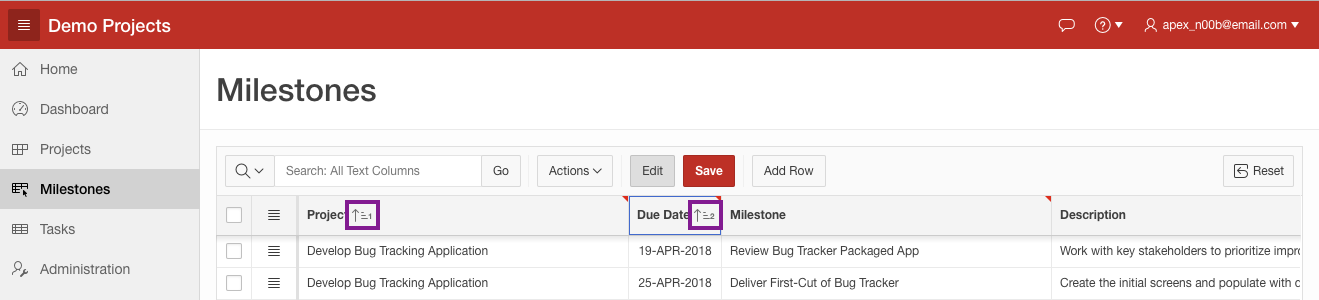 Demo Projects
? apex_n00b@email.com
Home
Dashboard
Projects
Milestones
Tasks
Administration
Milestones
Search: All Text Columns Go Actions Edit Save Add Row Reset
Project 1 Due Date 2 Milestone Description
Develop Bug Tracking Application 19-APR-2018 Review Bug Tracker Packaged App Work with key stakeholders to prioritize impr
Develop Bug Tracking Application 25-APR-2018 Deliver First-Cut of Bug Tracker Create the initial screens and populate with